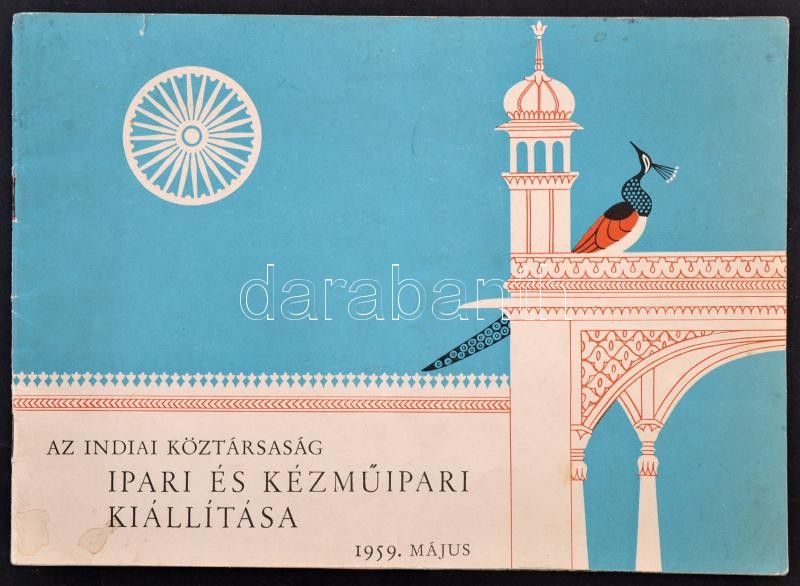 darabanth
AZ INDIAI KÖZTÁRSASÁG
IPARI ÉS KÉZMŰIPARI
KIÁLLÍTÁSA
1959. MÁJUS